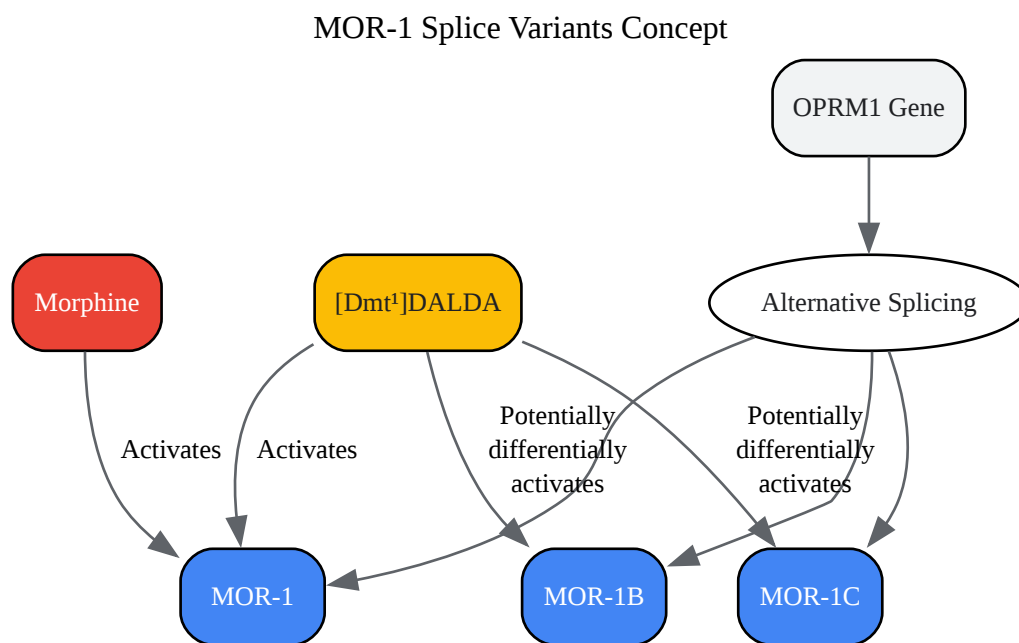 MOR-1 Splice Variants Concept
OPRM1 Gene
Morphine
[Dmt¹]DALDA
Alternative Splicing
Activates
Activates
Potentially
differentially
activates
Potentially
differentially
activates
MOR-1
MOR-1B
MOR-1C